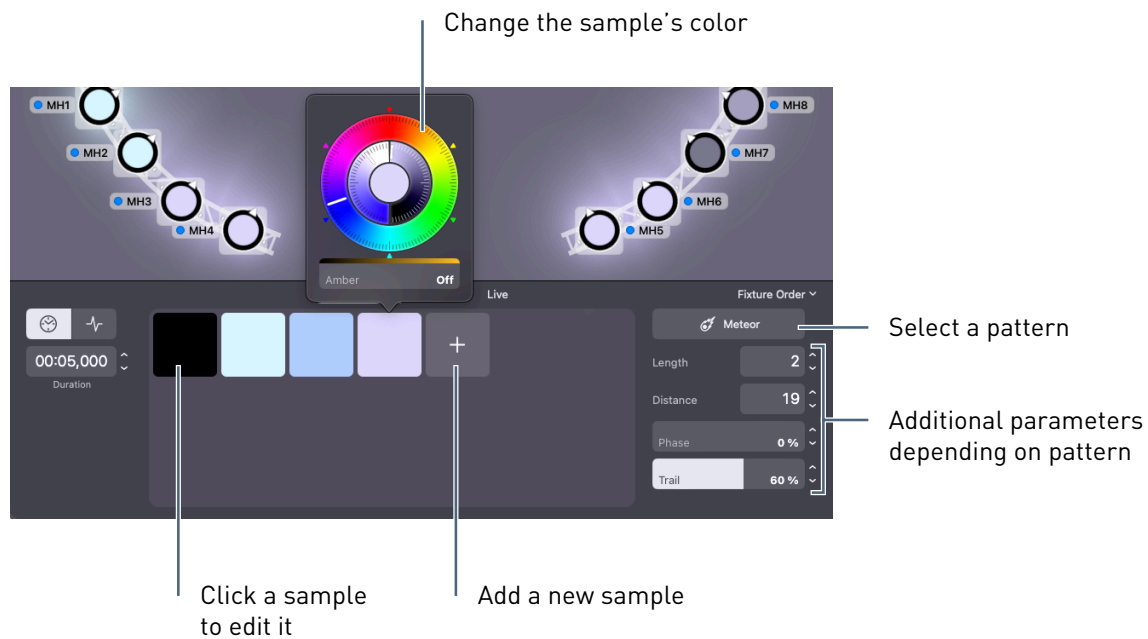 Change the sample’s color
MH1
MH2
MH3
MH4
MH8
MH7
MH6
MH5
Amber Off
Live
Fixture Order
Meteor
Select a pattern
00:05,000
Duration
+
Length 2
Distance 19
Phase 0 %
Trail 60 %
Additional parameters
depending on pattern
Click a sample
to edit it
Add a new sample